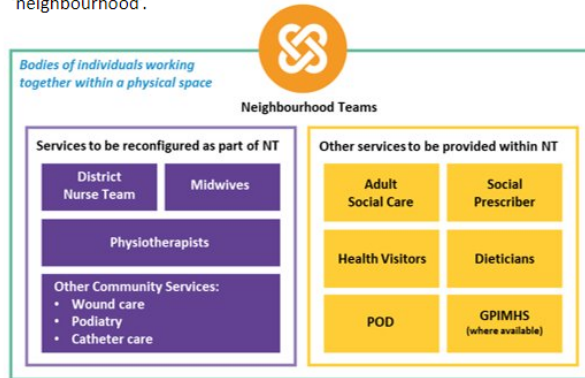 neighbourhood.
Bodies of individuals working
together within a physical space
Neighbourhood Teams
Services to be reconfigured as part of NT
District
Nurse Team
Midwives
Physiotherapists
Other Community Services:
• Wound care
• Podiatry
• Catheter care
Other services to be provided within NT
Adult
Social Care
Social
Prescriber
Health Visitors
Dieticians
POD
GPIMHS
(where available)